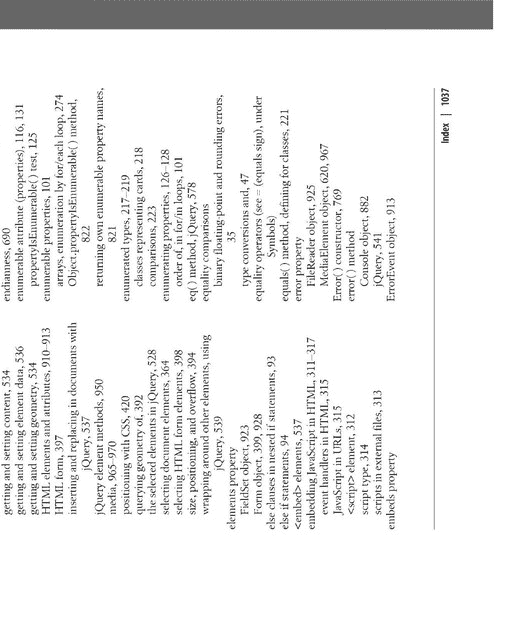 getting and setting content, 534
getting and setting element data, 536
getting and setting geometry, 534
HTML elements and attributes, 910–913
HTML form, 397
inserting and replacing in documents with
jQuery, 537
jQuery element methods, 950
media, 965–970
positioning with CSS, 420
querying geometry of, 392
the selected elements in jQuery, 528
selecting document elements, 364
selecting HTML form elements, 398
size, positioning, and overflow, 394
wrapping around other elements, using
jQuery, 539
elements property
FieldSet object, 923
Form object, 399, 928
else clauses in nested if statements, 93
else if statements, 94
<embed> elements, 537
embedding JavaScript in HTML, 311–317
event handlers in HTML, 315
JavaScript in URLs, 315
<script> element, 312
script type, 314
scripts in external files, 313
embeds property
endianness, 690
enumerable attribute (properties), 116, 131
propertyIsEnumerable( ) test, 125
enumerable properties, 101
arrays, enumeration by for/each loop, 274
Object.propertyIsEnumerable( ) method,
822
returning own enumerable property names,
821
enumerated types, 217–219
classes representing cards, 218
comparisons, 223
enumerating properties, 126–128
order of, in for/in loops, 101
eq( ) method, jQuery, 578
equality comparisons
binary floating-point and rounding errors,
35
type conversions and, 47
equality operators (see = (equals sign), under
Symbols)
equals( ) method, defining for classes, 221
error property
FileReader object, 925
MediaElement object, 620, 967
Error( ) constructor, 769
error( ) method
Console object, 882
jQuery, 541
ErrorEvent object, 913
Index | 1037